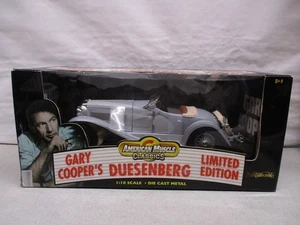 AMERICAN MUSCLE
CLASSICS
GARY
COOPER'S
DUESENBERG
LIMITED
EDITION
1:18 SCALE • DIE CAST METAL